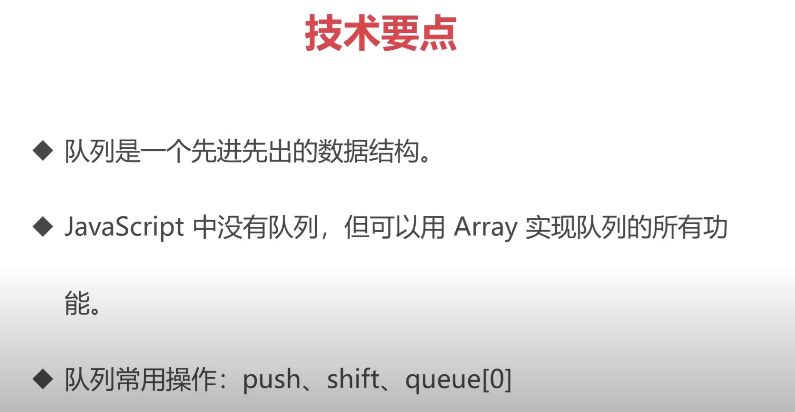 技术要点
◆ 队列是一个先进先出的数据结构。
◆ JavaScript 中没有队列，但可以用 Array 实现队列的所有功
能。
◆ 队列常用操作：push、shift、queue[0]